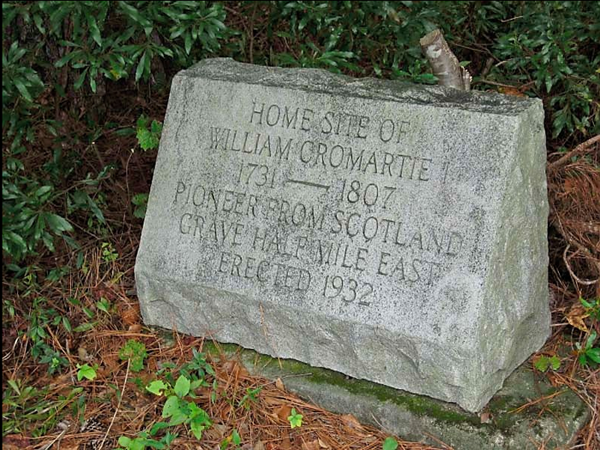 HOME SITE OF
WILLIAM CROMARTIE I
1731 — 1807
PIONEER FROM SCOTLAND
GRAVE HALF MILE EAST
ERECTED 1932